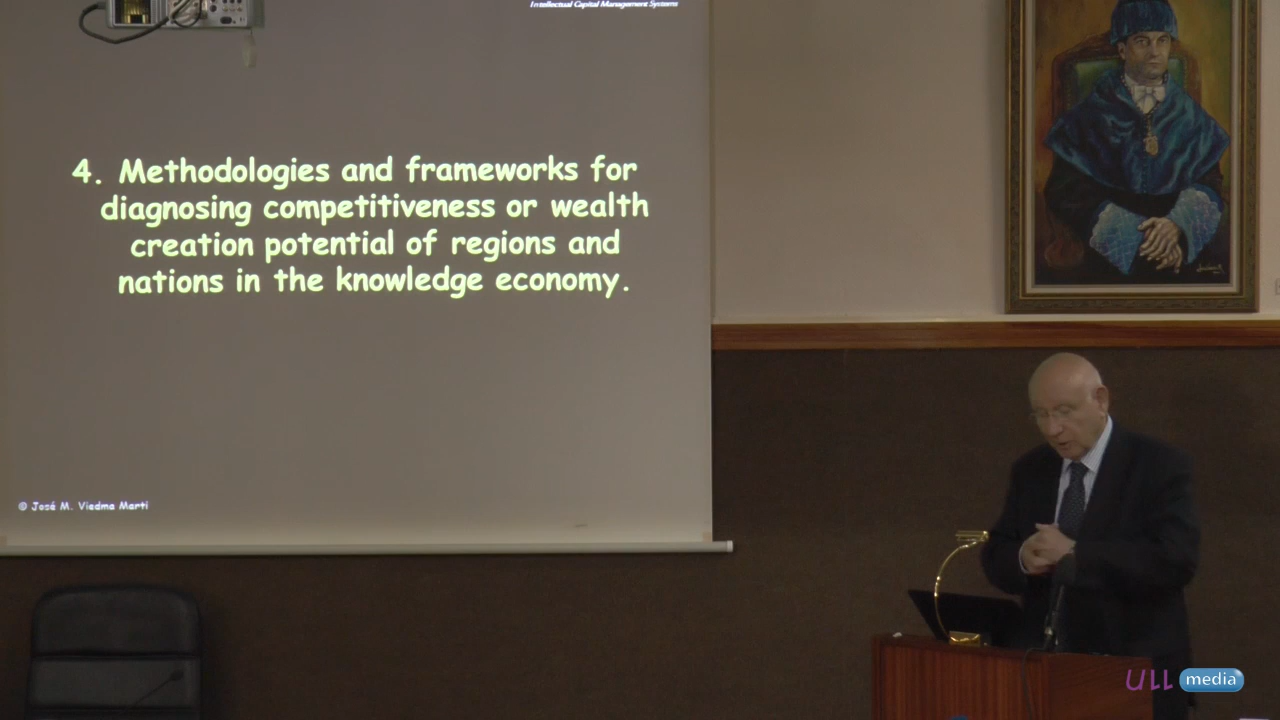 Intellectual Capital Management Systems
4. Methodologies and frameworks for
diagnosing competitiveness or wealth
creation potential of regions and
nations in the knowledge economy.
© José M. Viedma Marti
ULL media